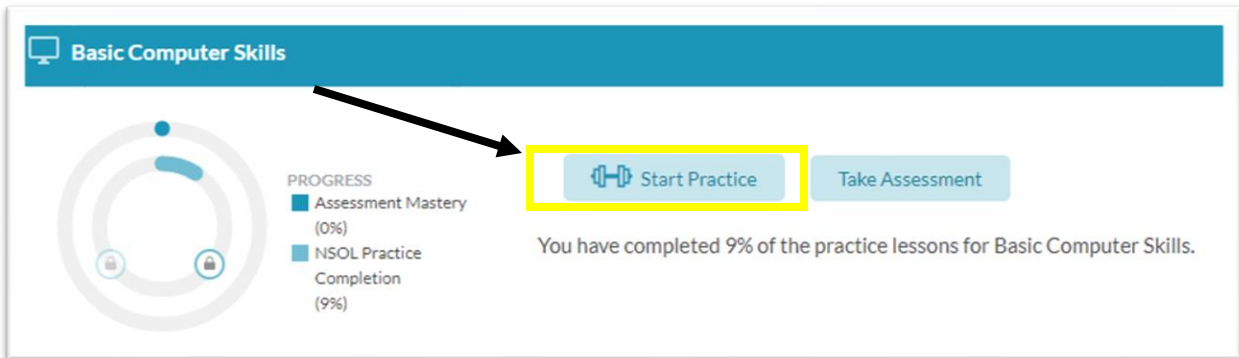 Basic Computer Skills
PROGRESS
Assessment Mastery
(0%)
NSOL Practice
Completion
(9%)
Start Practice
Take Assessment
You have completed 9% of the practice lessons for Basic Computer Skills.